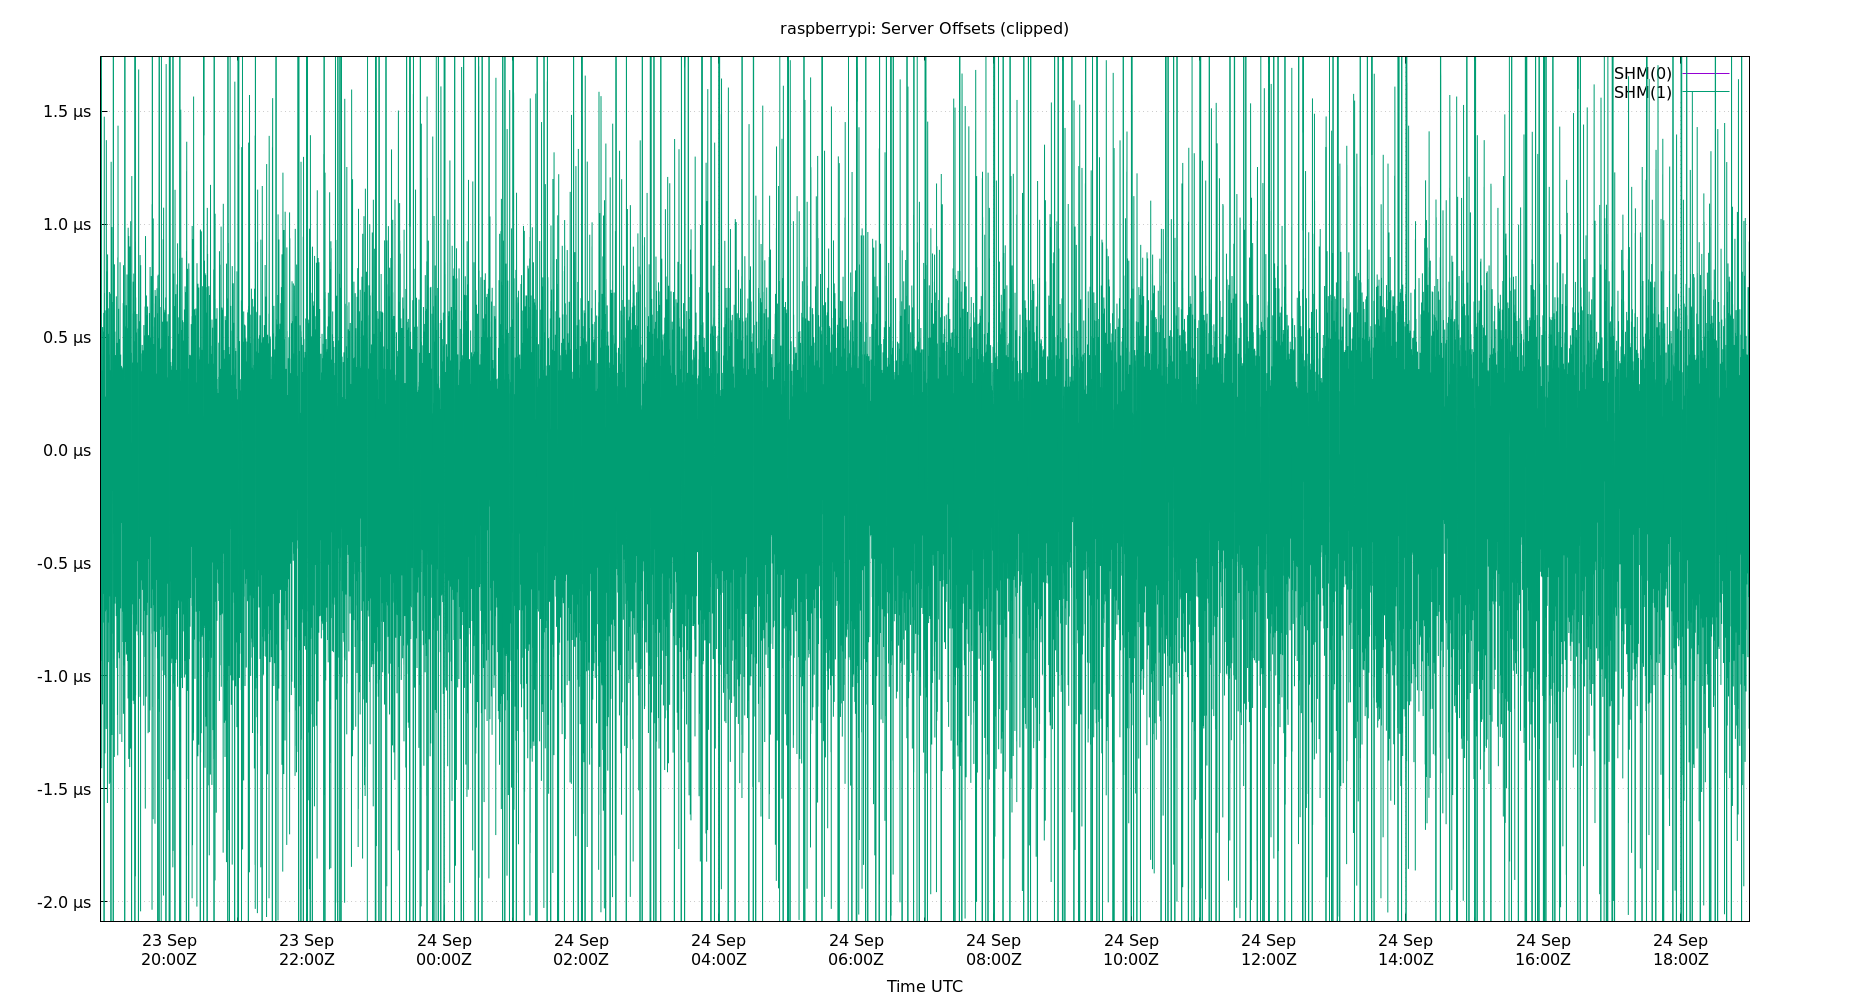 raspberrypi: Server Offsets (clipped)
SHM(0)
SHM(1)
1.5 µs
1.0 µs
0.5 µs
0.0 µs
-0.5 µs
-1.0 µs
-1.5 µs
-2.0 µs
23 Sep 23 Sep 24 Sep 24 Sep 24 Sep 24 Sep 24 Sep 24 Sep 24 Sep 24 Sep 24 Sep 24 Sep
20:00Z 22:00Z 00:00Z 02:00Z 04:00Z 06:00Z 08:00Z 10:00Z 12:00Z 14:00Z 16:00Z 18:00Z
Time UTC